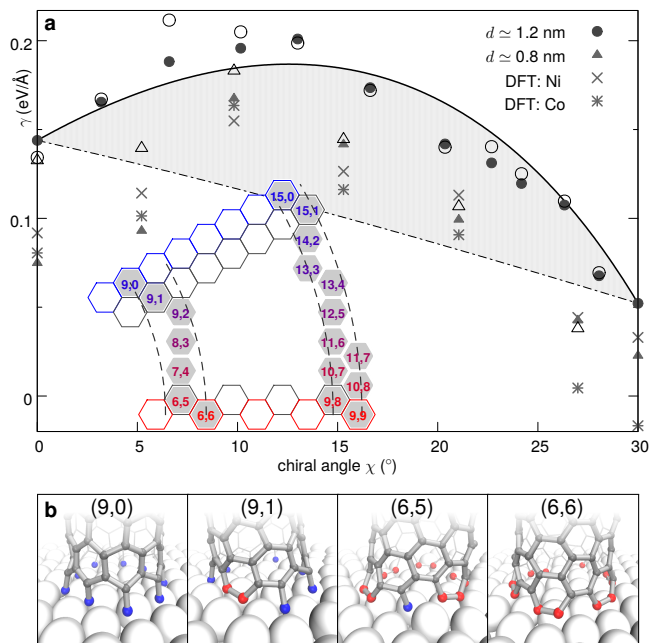 a
γ (eV/Å)
0.2
0.1
0
d ≃ 1.2 nm
d ≃ 0.8 nm
DFT: Ni
DFT: Co
15,0
15,1
14,2
13,3
9,0
9,1
13,4
9,2
12,5
8,3
11,6
11,7
7,4
10,7
10,8
6,5
6,6
9,8
9,9
0 5 10 15 20 25 30
chiral angle χ (°)
b
(9,0) (9,1) (6,5) (6,6)